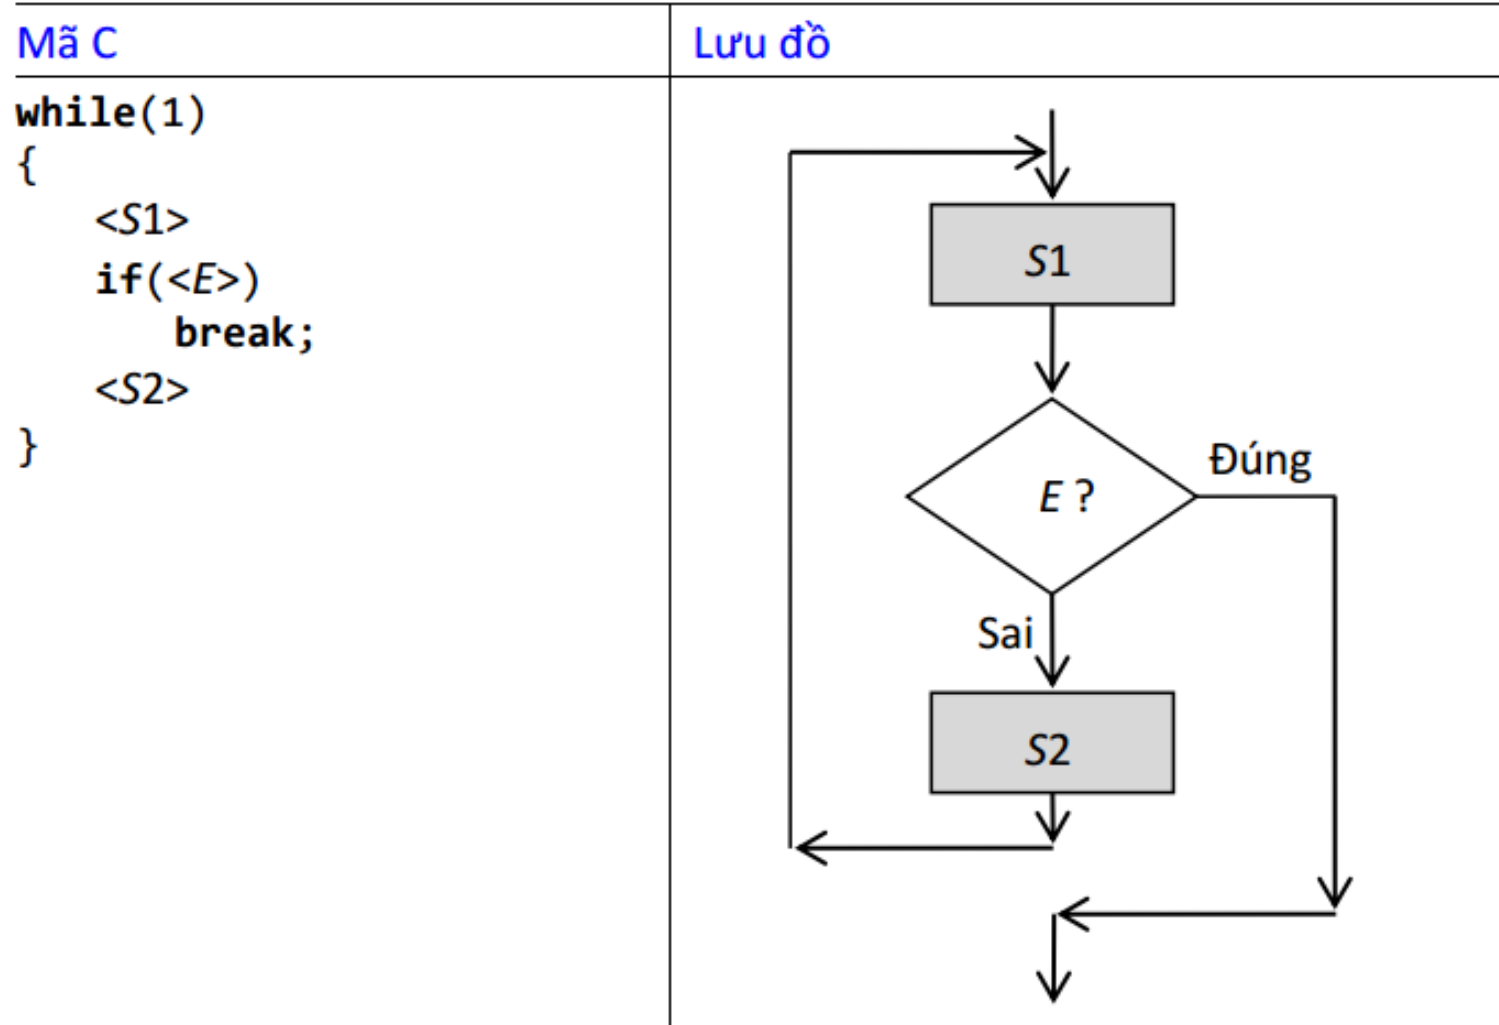 Mã C
Lưu đồ
while(1)
{
<S1>
if(<E>)
break;
<S2>
}
S1
E ?
Đúng
Sai
S2